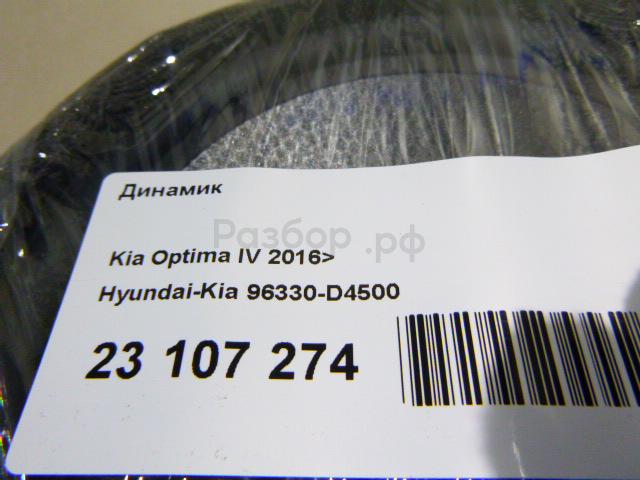 Динамик
Разбор.рф
Kia Optima IV 2016>
Hyundai-Kia 96330-D4500
23 107 274